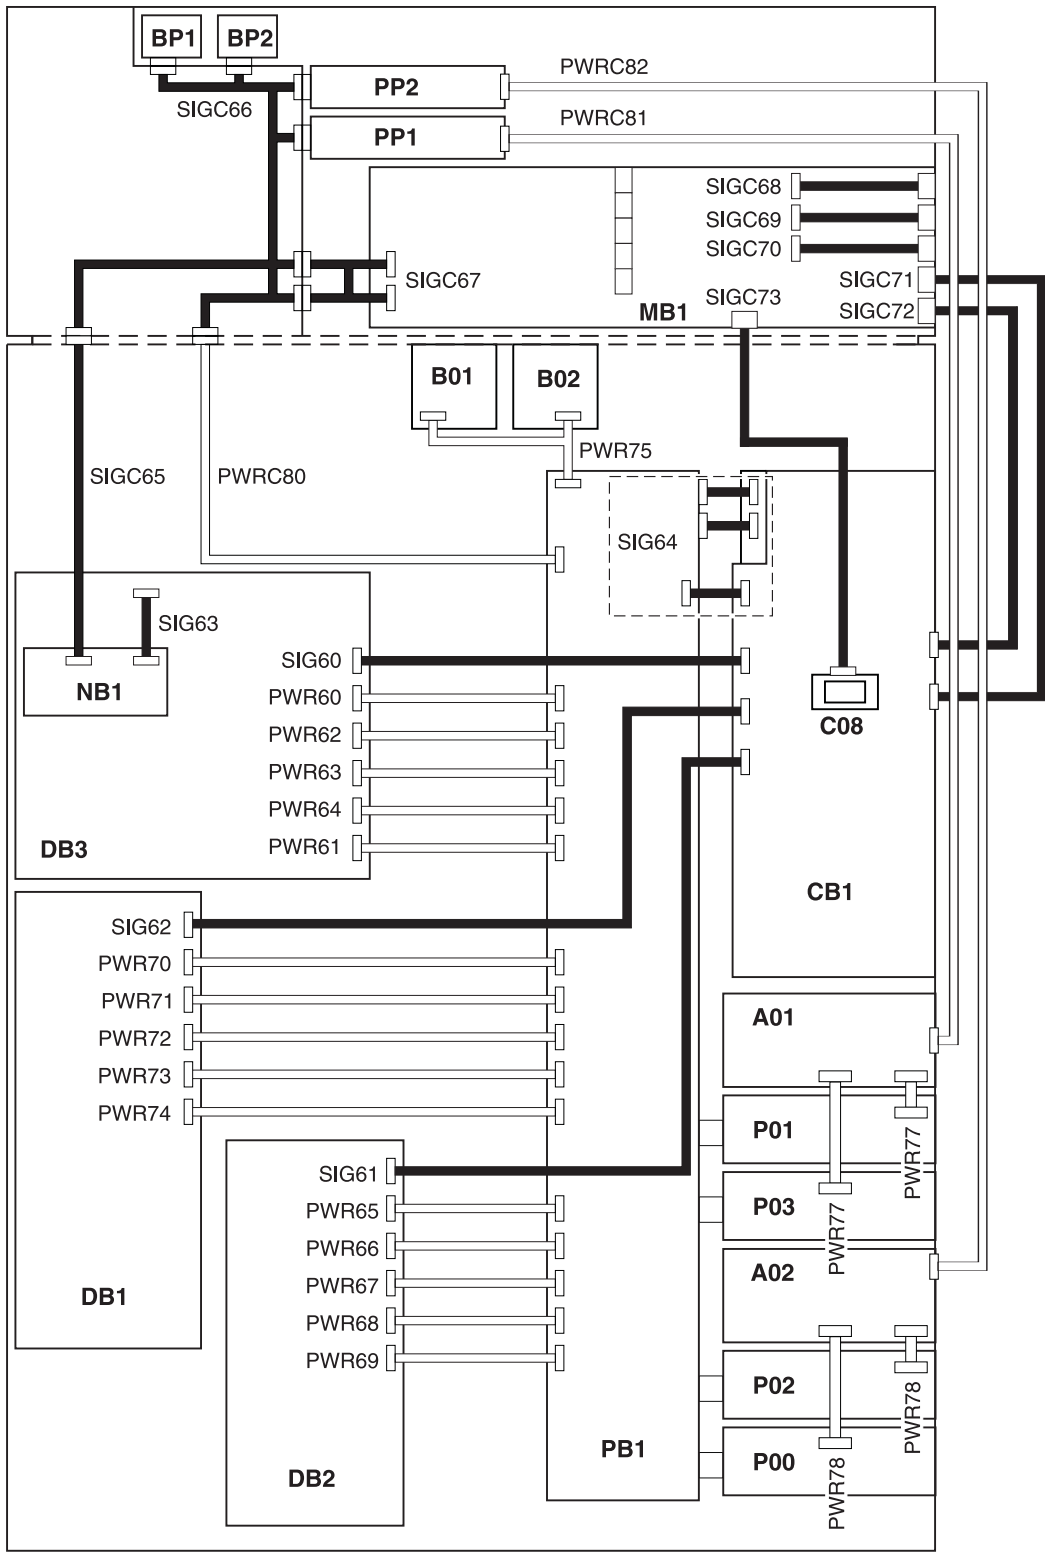 BP1
BP2
PWRC82
PP2
SIGC66
PWRC81
PP1
SIGC68
SIGC69
SIGC70
SIGC67
SIGC71
SIGC73
SIGC72
MB1
B01
B02
PWR75
SIGC65
PWRC80
SIG64
SIG63
SIG60
NB1
PWR60
C08
PWR62
PWR63
PWR64
DB3
PWR61
CB1
SIG62
PWR70
PWR71
A01
PWR72
PWR73
PWR74
P01
PWR77
SIG61
PWR65
P03
PWR77
PWR66
A02
PWR67
DB1
PWR68
PWR69
P02
PWR78
PB1
P00
DB2
PWR78